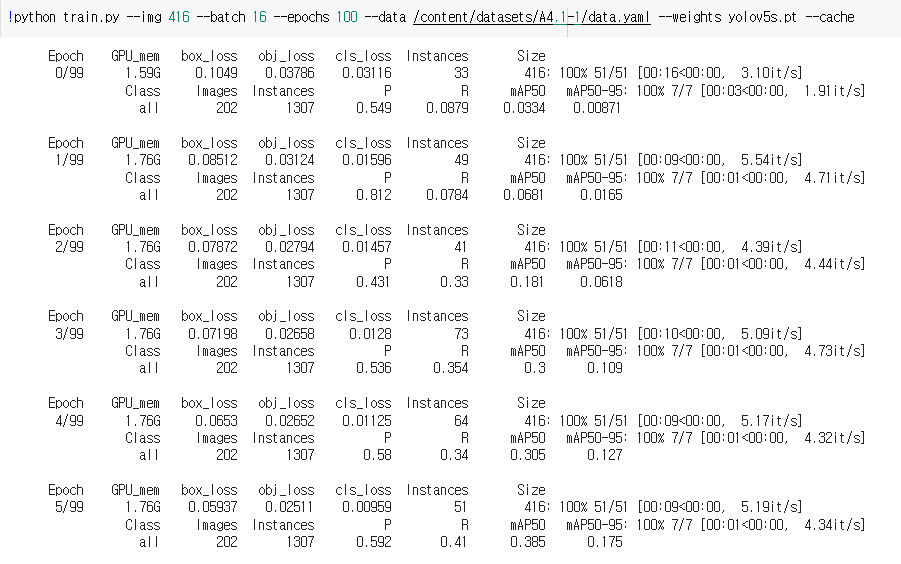 !python train.py --img 416 --batch 16 --epochs 100 --data /content/datasets/A4.1-1/data.yaml --weights yolov5s.pt --cache
Epoch GPU_mem box_loss obj_loss cls_loss Instances Size
0/99 1.59G 0.1049 0.03786 0.03116 33 416: 100% 51/51 [00:16<00:00, 3.10it/s]
Class Images Instances P R mAP50 mAP50-95: 100% 7/7 [00:03<00:00, 1.91it/s]
all 202 1307 0.549 0.0879 0.0334 0.00871
Epoch GPU_mem box_loss obj_loss cls_loss Instances Size
1/99 1.76G 0.08512 0.03124 0.01596 49 416: 100% 51/51 [00:09<00:00, 5.54it/s]
Class Images Instances P R mAP50 mAP50-95: 100% 7/7 [00:01<00:00, 4.71it/s]
all 202 1307 0.812 0.0784 0.0681 0.0165
Epoch GPU_mem box_loss obj_loss cls_loss Instances Size
2/99 1.76G 0.07872 0.02794 0.01457 41 416: 100% 51/51 [00:11<00:00, 4.39it/s]
Class Images Instances P R mAP50 mAP50-95: 100% 7/7 [00:01<00:00, 4.44it/s]
all 202 1307 0.431 0.33 0.181 0.0618
Epoch GPU_mem box_loss obj_loss cls_loss Instances Size
3/99 1.76G 0.07198 0.02658 0.0128 73 416: 100% 51/51 [00:10<00:00, 5.09it/s]
Class Images Instances P R mAP50 mAP50-95: 100% 7/7 [00:01<00:00, 4.73it/s]
all 202 1307 0.536 0.354 0.3 0.109
Epoch GPU_mem box_loss obj_loss cls_loss Instances Size
4/99 1.76G 0.0653 0.02652 0.01125 64 416: 100% 51/51 [00:09<00:00, 5.17it/s]
Class Images Instances P R mAP50 mAP50-95: 100% 7/7 [00:01<00:00, 4.32it/s]
all 202 1307 0.58 0.34 0.305 0.127
Epoch GPU_mem box_loss obj_loss cls_loss Instances Size
5/99 1.76G 0.05937 0.02511 0.00959 51 416: 100% 51/51 [00:09<00:00, 5.19it/s]
Class Images Instances P R mAP50 mAP50-95: 100% 7/7 [00:01<00:00, 4.34it/s]
all 202 1307 0.592 0.41 0.385 0.175